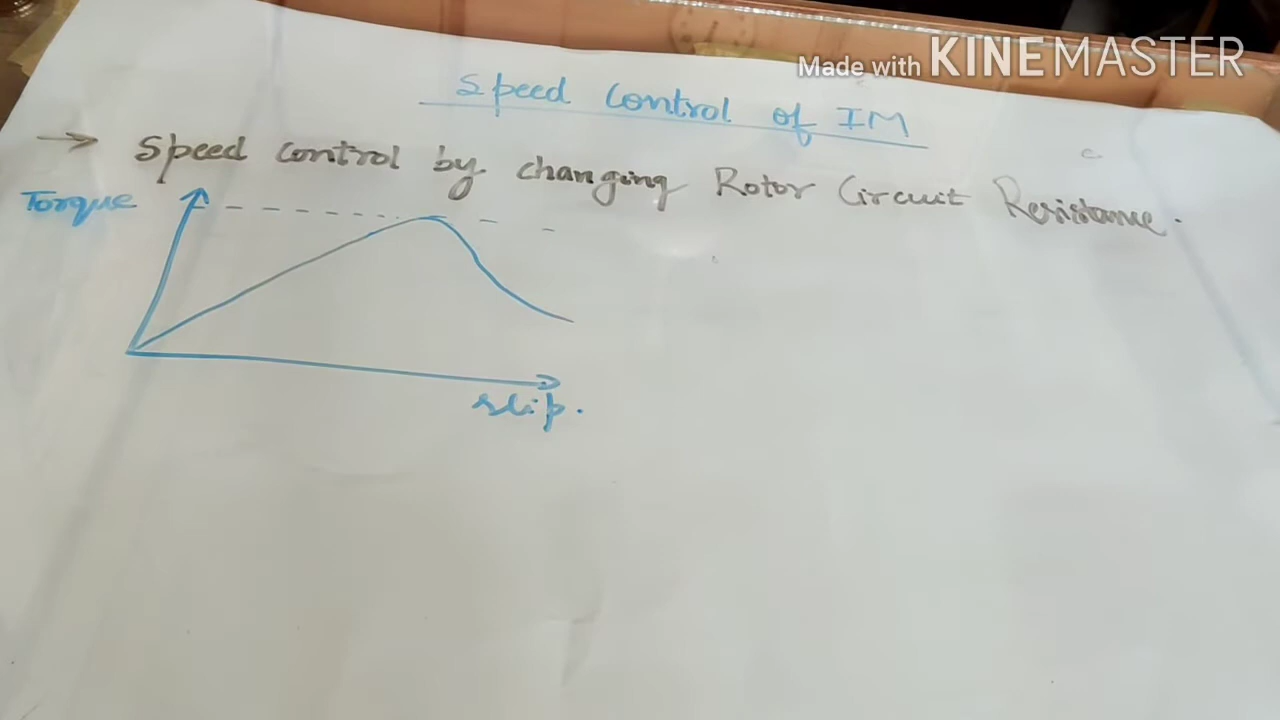 Made with KINEMASTER
Speed Control of IM
→ Speed control by changing Rotor Circuit Resistance.
Torque
slip.